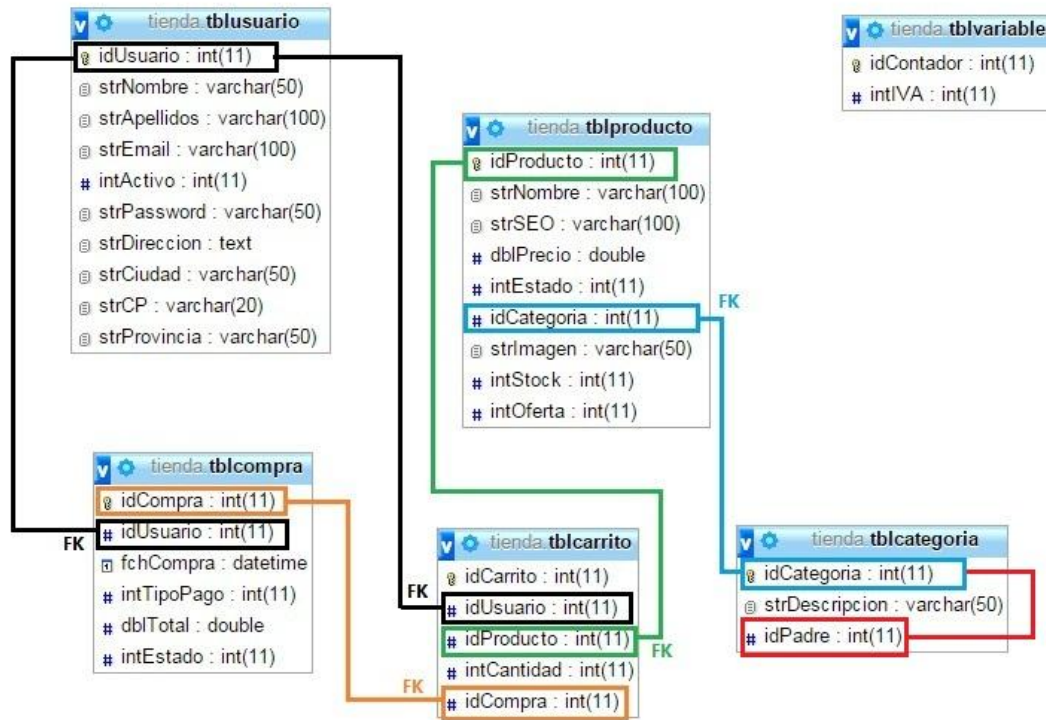 v tienda.tblusuario
idUsuario : int(11)
strNombre : varchar(50)
strApellidos : varchar(100)
strEmail : varchar(100)
# intActivo : int(11)
strPassword : varchar(50)
strDireccion : text
strCiudad : varchar(50)
strCP : varchar(20)
strProvincia : varchar(50)
v tienda.tblvariable
idContador : int(11)
# intIVA : int(11)
v tienda.tblproducto
idProducto : int(11)
strNombre : varchar(100)
strSEO : varchar(100)
# dblPrecio : double
# intEstado : int(11)
# idCategoria : int(11)
strImagen : varchar(50)
# intStock : int(11)
# intOferta : int(11)
FK
v tienda.tblcompra
idCompra : int(11)
# idUsuario : int(11)
fchCompra : datetime
# intTipoPago : int(11)
# dblTotal : double
# intEstado : int(11)
FK
v tienda.tblcarrito
idCarrito : int(11)
# idUsuario : int(11)
# idProducto : int(11)
# intCantidad : int(11)
# idCompra : int(11)
FK
FK
FK
v tienda.tblcategoria
idCategoria : int(11)
strDescripcion : varchar(50)
# idPadre : int(11)